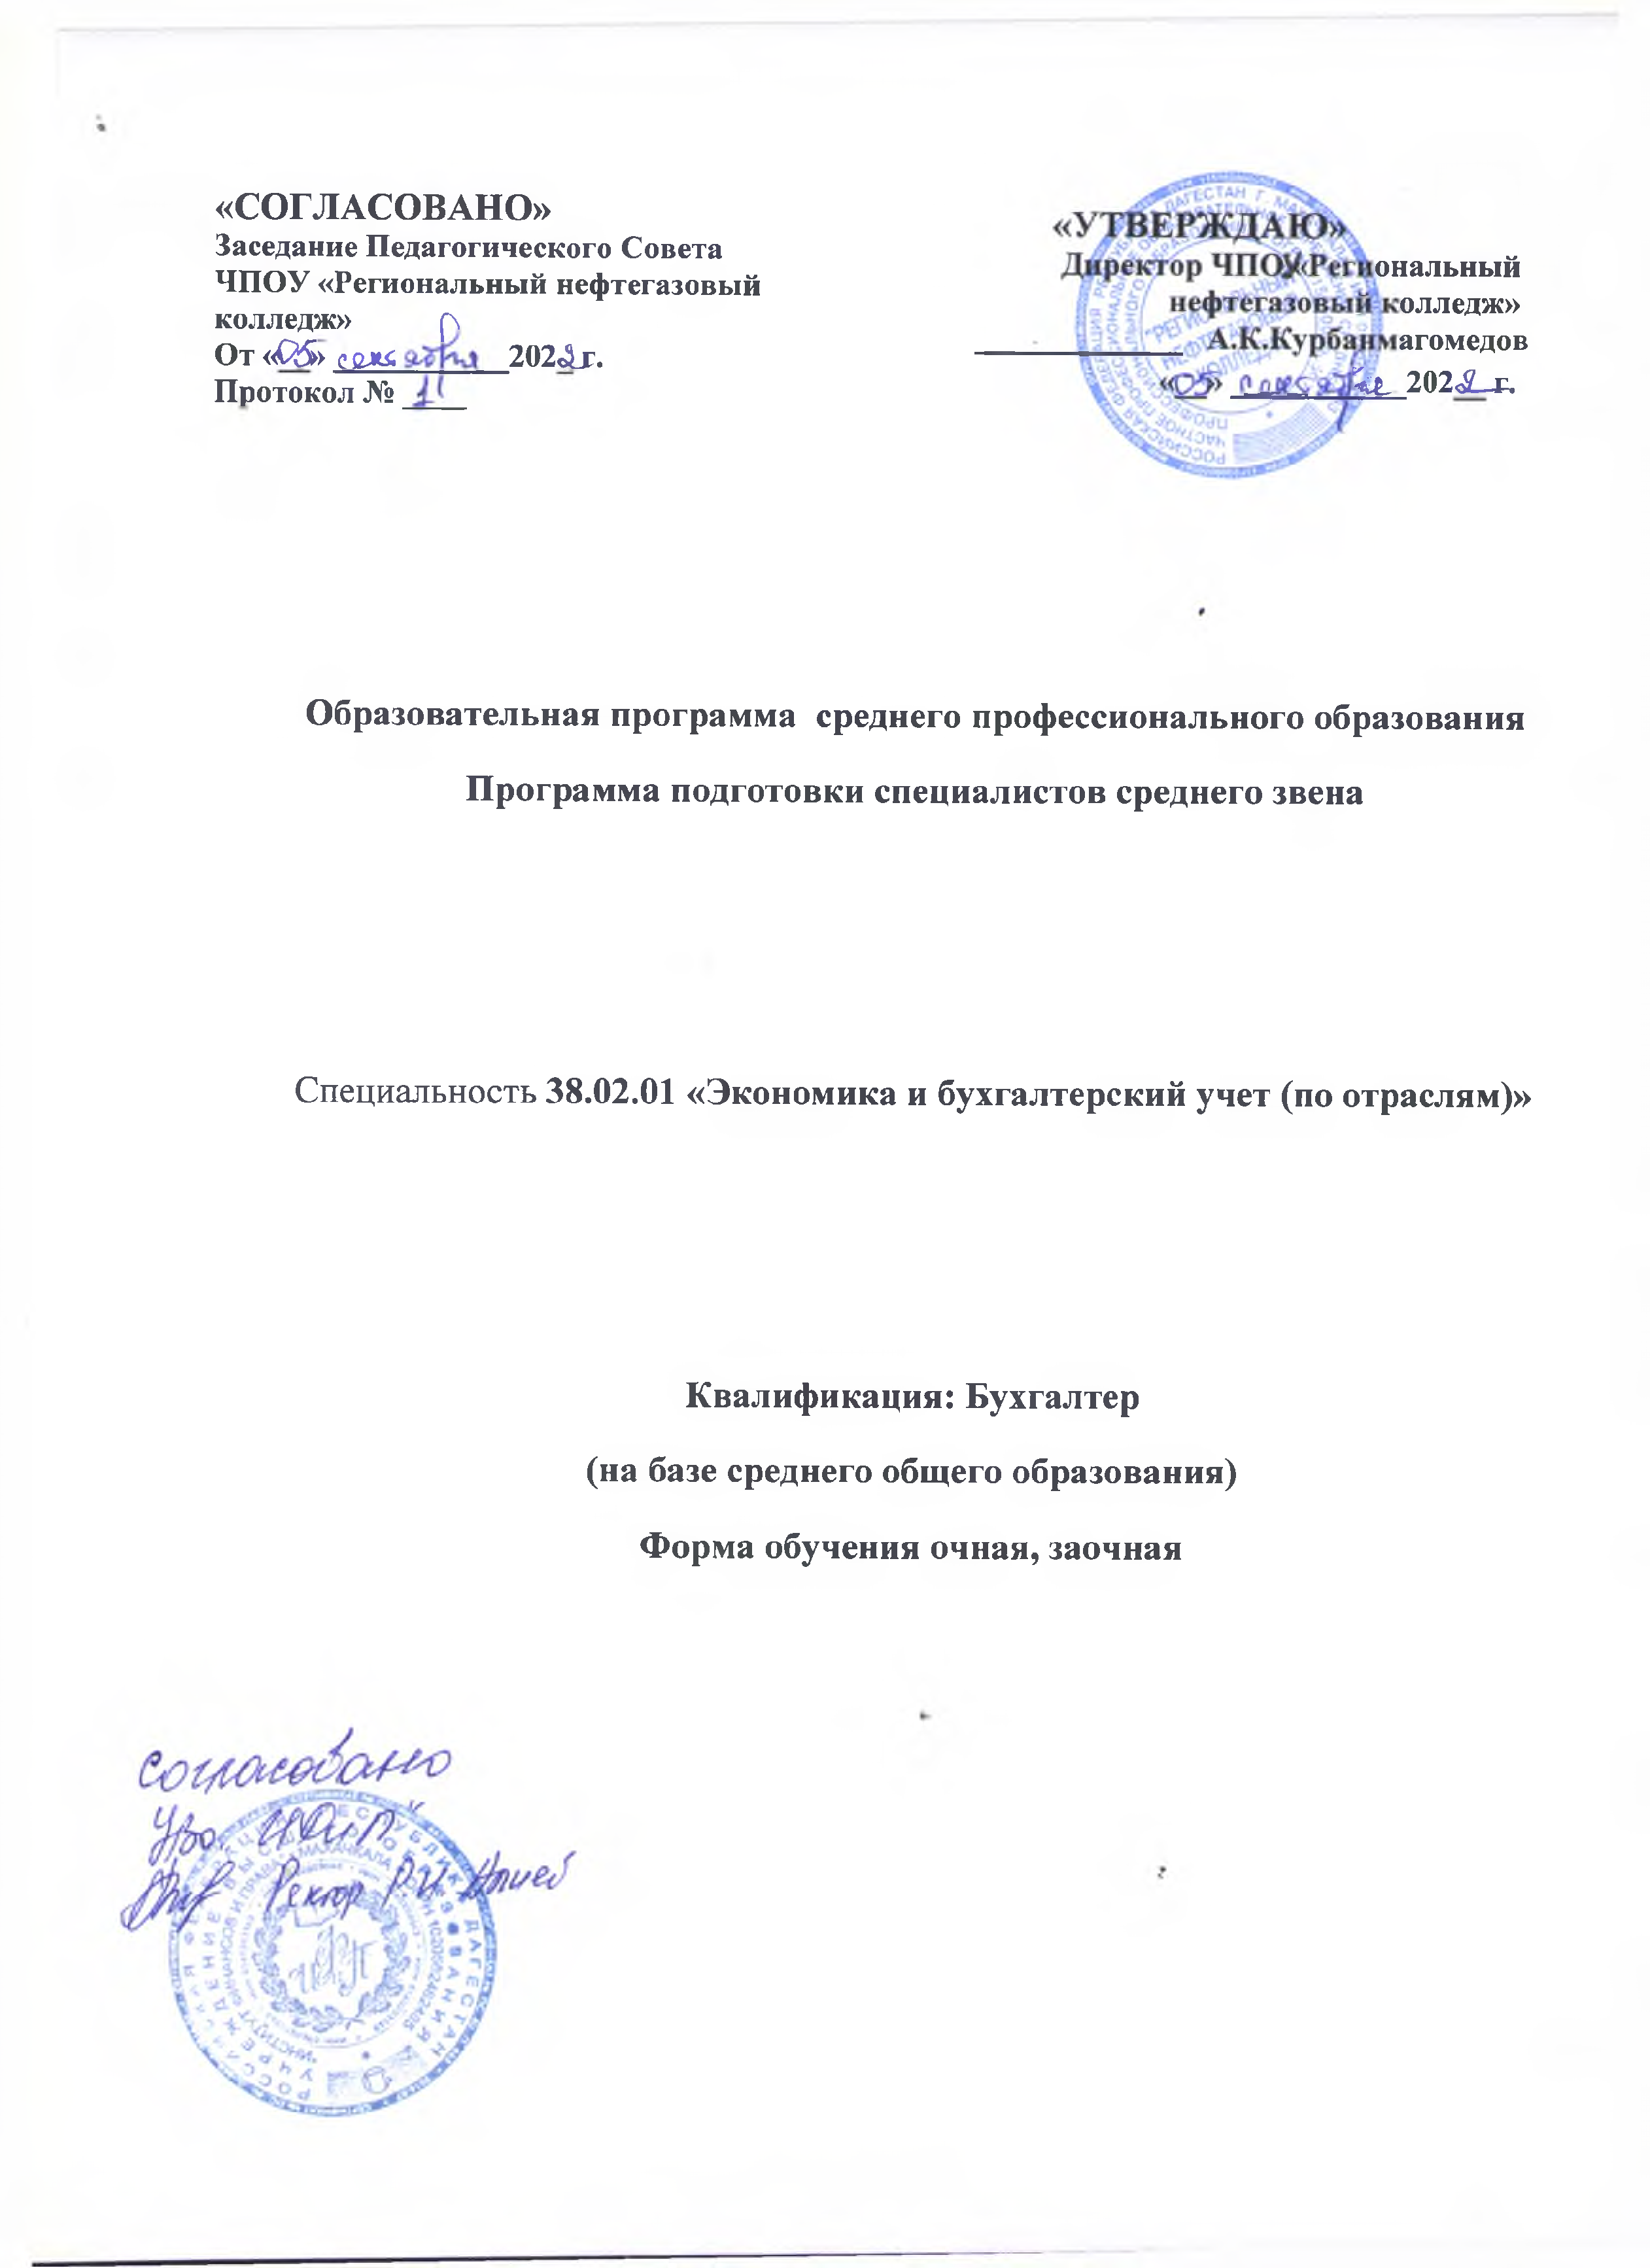 «СОГЛАСОВАНО»
Заседание Педагогического Совета
ЧПОУ «Региональный нефтегазовый
колледж»
От «05» сентября 2022 г.
Протокол № 1
«УТВЕРЖДАЮ»
Директор ЧПОУ«Региональный
нефтегазовый колледж»
А.К.Курбанмагомедов
«05» сентября 2022 г.
Образовательная программа среднего профессионального образования
Программа подготовки специалистов среднего звена
Специальность 38.02.01 «Экономика и бухгалтерский учет (по отраслям)»
Квалификация: Бухгалтер
(на базе среднего общего образования)
Форма обучения очная, заочная
согласовано
Ректор